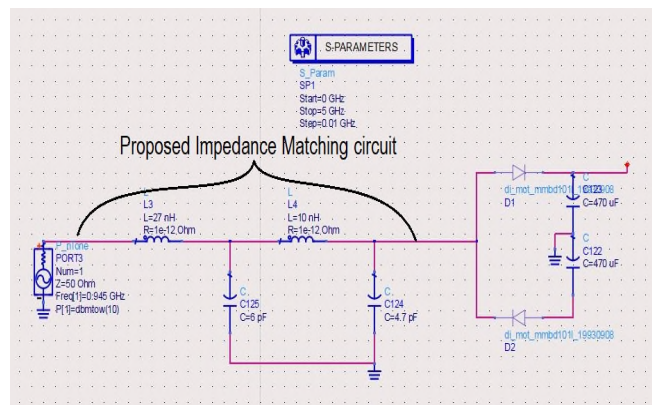 S-PARAMETERS
S_Param
SP1
Start=0 GHz
Stop=5 GHz
Step=0.01 GHz
Proposed Impedance Matching circuit
L
L3
L=27 nH
R=1e-12 Ohm
L
L4
L=10 nH
R=1e-12 Ohm
P_nTone
PORT3
Num=1
Z=50 Ohm
Freq[1]=0.945 GHz
P[1]=dbmtow(10)
C
C125
C=6 pF
C
C124
C=4.7 pF
di_mot_mmbd101l_19930908
D1
C
C123
C=470 uF
C
C122
C=470 uF
di_mot_mmbd101l_19930908
D2